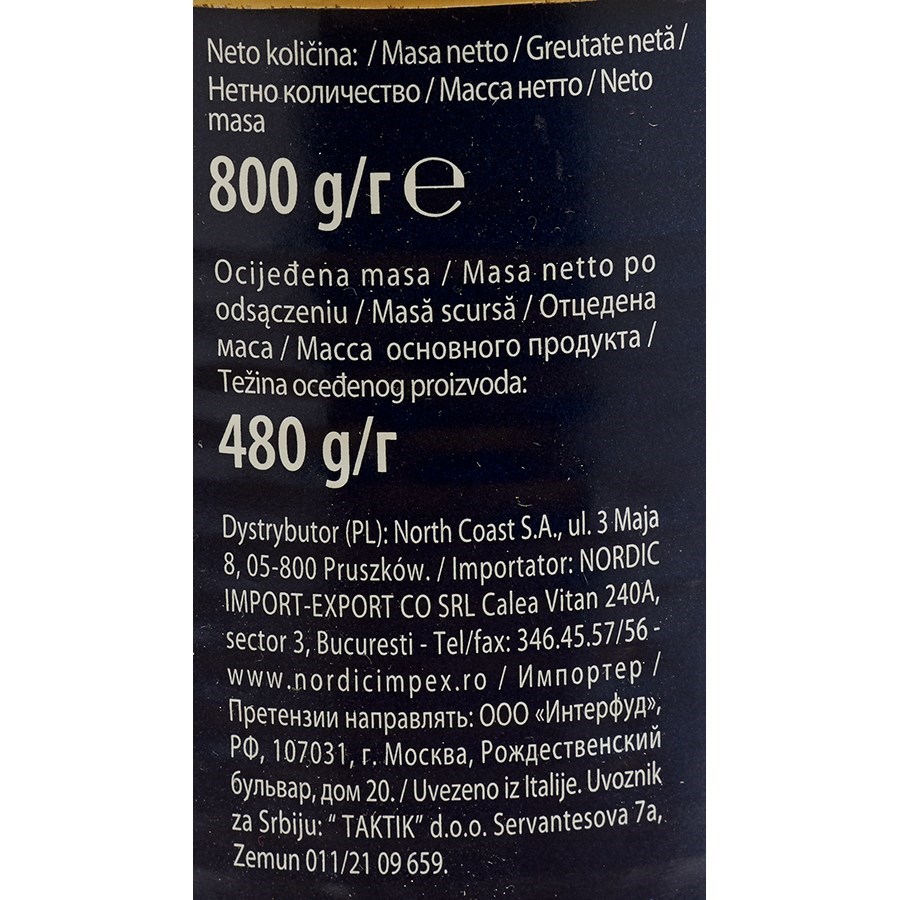 Neto količina: / Masa netto / Greutate netă /
Нетно количество / Масса нетто / Neto
masa
800 g/г ℮
Ocijeđena masa / Masa netto po
odsączeniu / Masă scursă / Отцедена
маса / Масса основного продукта /
Težina oceđenog proizvoda:
480 g/г
Dystrybutor (PL): North Coast S.A., ul. 3 Maja
8, 05-800 Pruszków. / Importator: NORDIC
IMPORT-EXPORT CO SRL Calea Vitan 240A,
sector 3, Bucuresti - Tel/fax: 346.45.57/56 -
www.nordicimpex.ro / Импортер /
Претензии направлять: ООО «Интерфуд»,
РФ, 107031, г. Москва, Рождественский
бульвар, дом 20. / Uvezeno iz Italije. Uvoznik
za Srbiju: “ TAKTIK” d.o.o. Servantesova 7a,
Zemun 011/21 09 659.